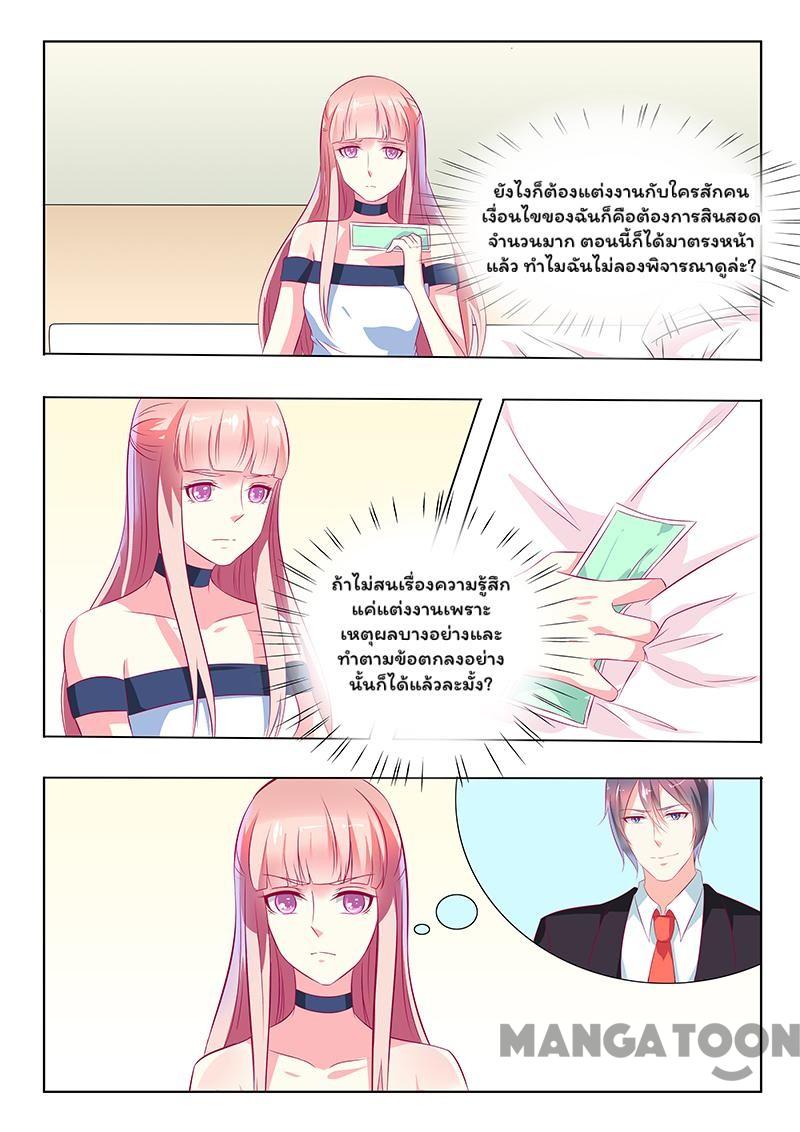 ยังไงก็ต้องแต่งงานกับใครสักคน
เงื่อนไขของฉันก็คือต้องการสินสอด
จำนวนมาก ตอนนี้ก็ได้มาตรงหน้า
แล้ว ทำไมฉันไม่ลองพิจารณาดูล่ะ?
ถ้าไม่สนเรื่องความรู้สึก
แค่แต่งงานเพราะ
เหตุผลบางอย่างและ
ทำตามข้อตกลงอย่าง
นั้นก็ได้แล้วละมั้ง?
MANGATOON